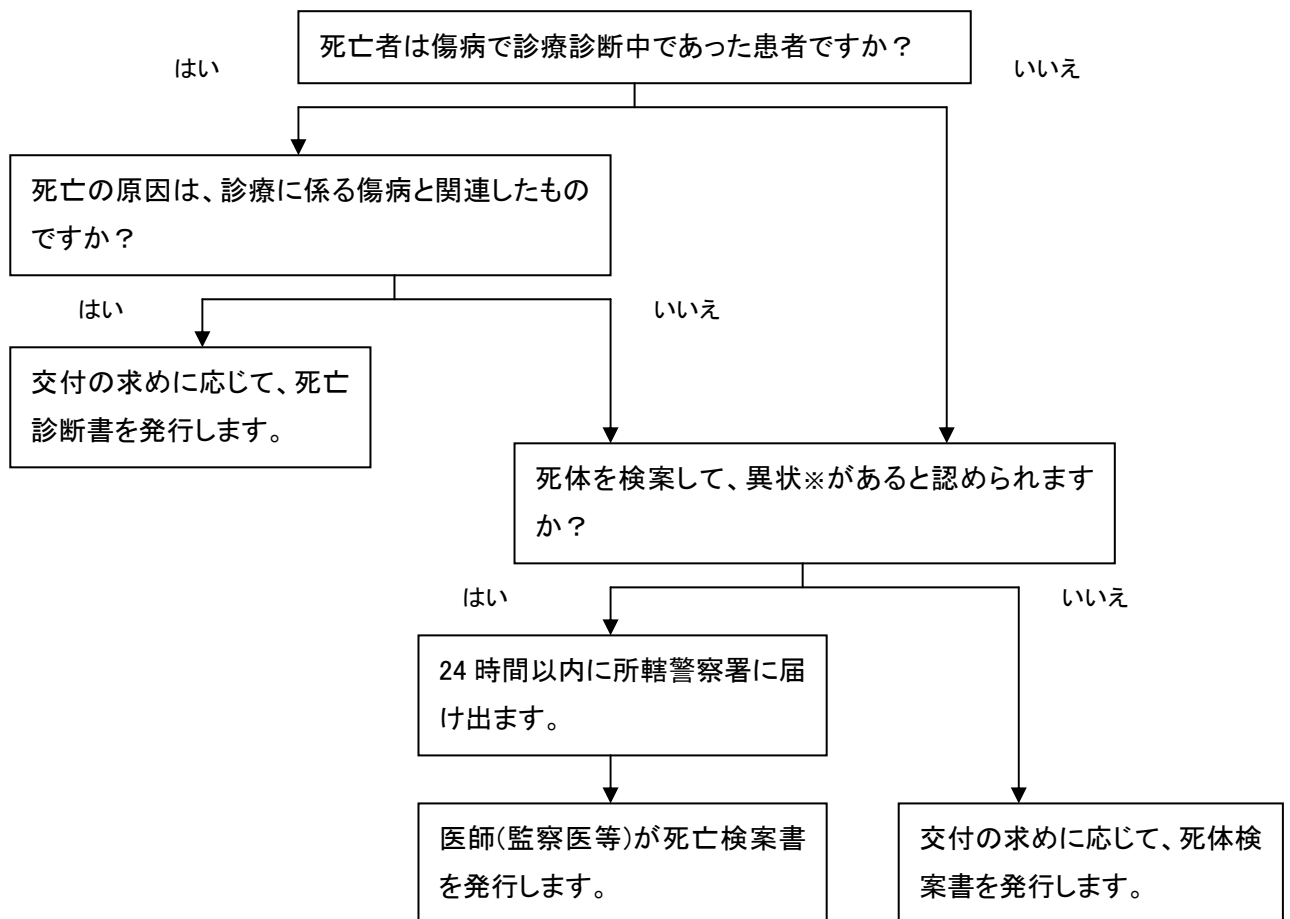 死亡者は傷病で診療診断中であった患者ですか？
はい
いいえ
死亡の原因は、診療に係る傷病と関連したもの
ですか？
はい
いいえ
交付の求めに応じて、死亡
診断書を発行します。
死体を検案して、異状※があると認められます
か？
はい
いいえ
24 時間以内に所轄警察署に届
け出ます。
医師(監察医等)が死亡検案書
を発行します。
交付の求めに応じて、死体検
案書を発行します。